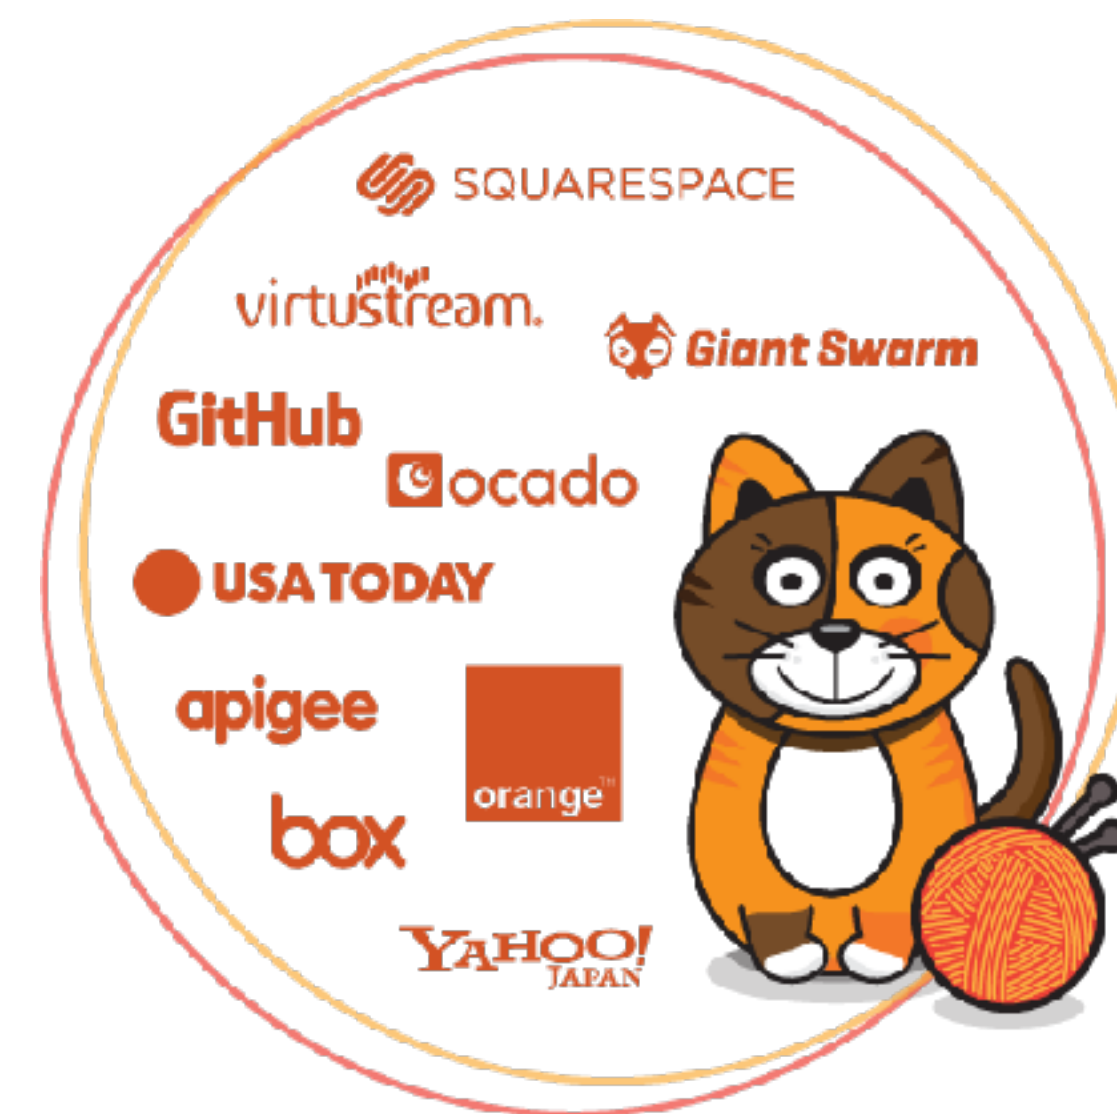 SQUARESPACE
virtustream.
Giant Swarm
GitHub
ocado
USA TODAY
apigee
orange™
box
YAHOO!
JAPAN